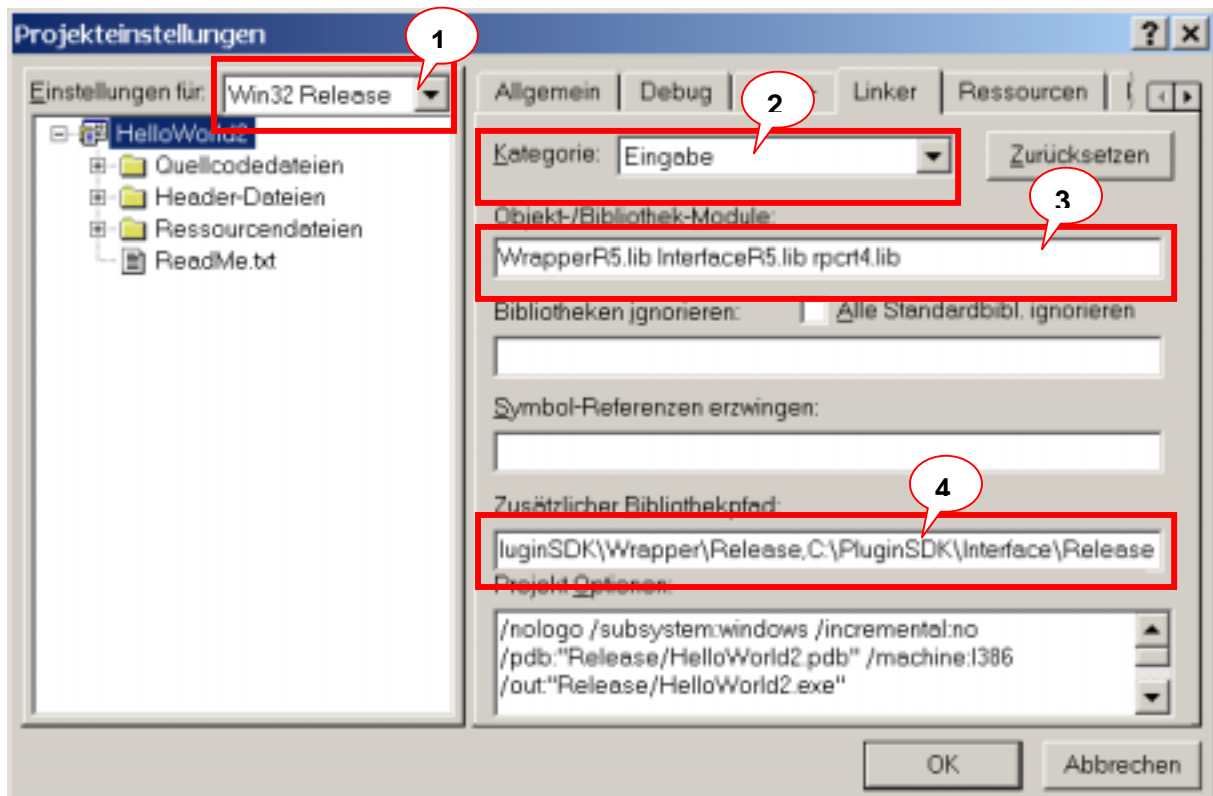 Projekteinstellungen
1
Einstellungen für: Win32 Release
HelloWorld2
Quellcodedateien
Header-Dateien
Ressourcendateien
ReadMe.txt
Allgemein Debug Linker Ressourcen
2
Kategorie: Eingabe
Zurücksetzen
3
Objekt-/Bibliothek-Module:
WrapperR5.lib InterfaceR5.lib rpcrt4.lib
Bibliotheken ignorieren: Alle Standardbibl. ignorieren
Symbol-Referenzen erzwingen:
4
Zusätzlicher Bibliothekpfad:
luginSDK\Wrapper\Release,C:\PluginSDK\Interface\Release
Projekt Optionen:
/nologo /subsystem:windows /incremental:no
/pdb:"Release/HelloWorld2.pdb" /machine:I386
/out:"Release/HelloWorld2.exe"
OK Abbrechen